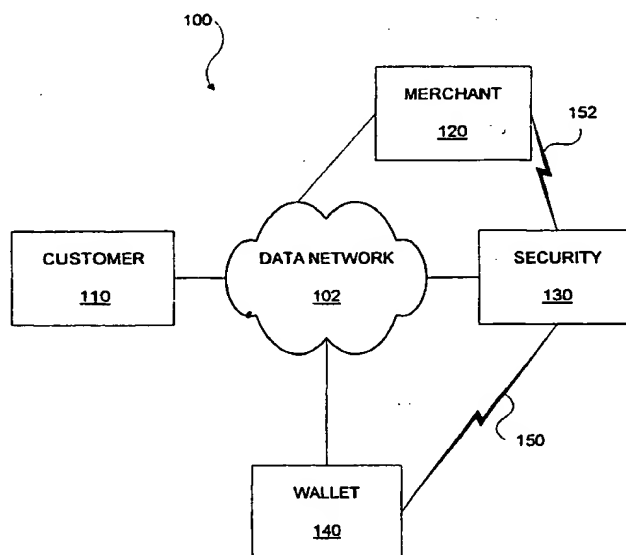 100
MERCHANT
120
152
CUSTOMER
110
DATA NETWORK
102
SECURITY
130
150
WALLET
140